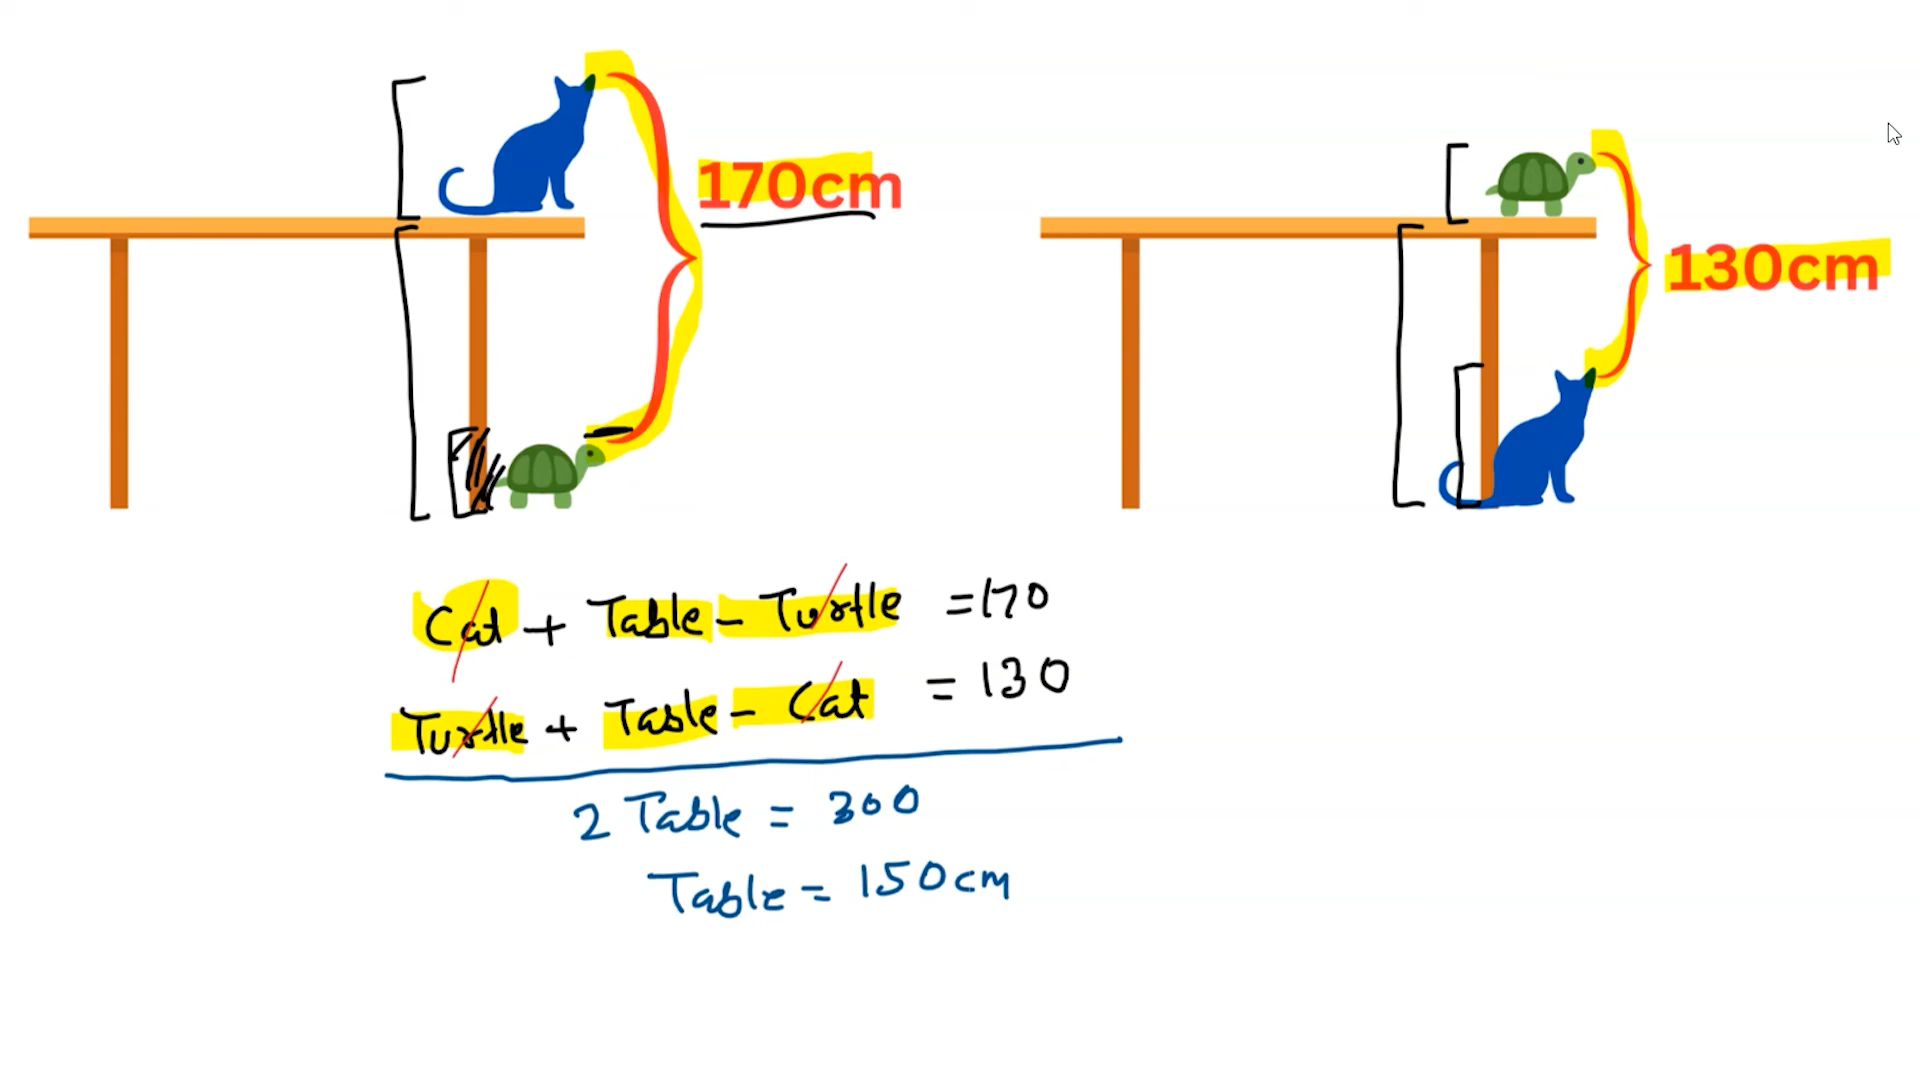 170cm
130cm
Cat + Table - Turtle = 170
Turtle + Table - Cat = 130
2 Table = 300
Table = 150cm